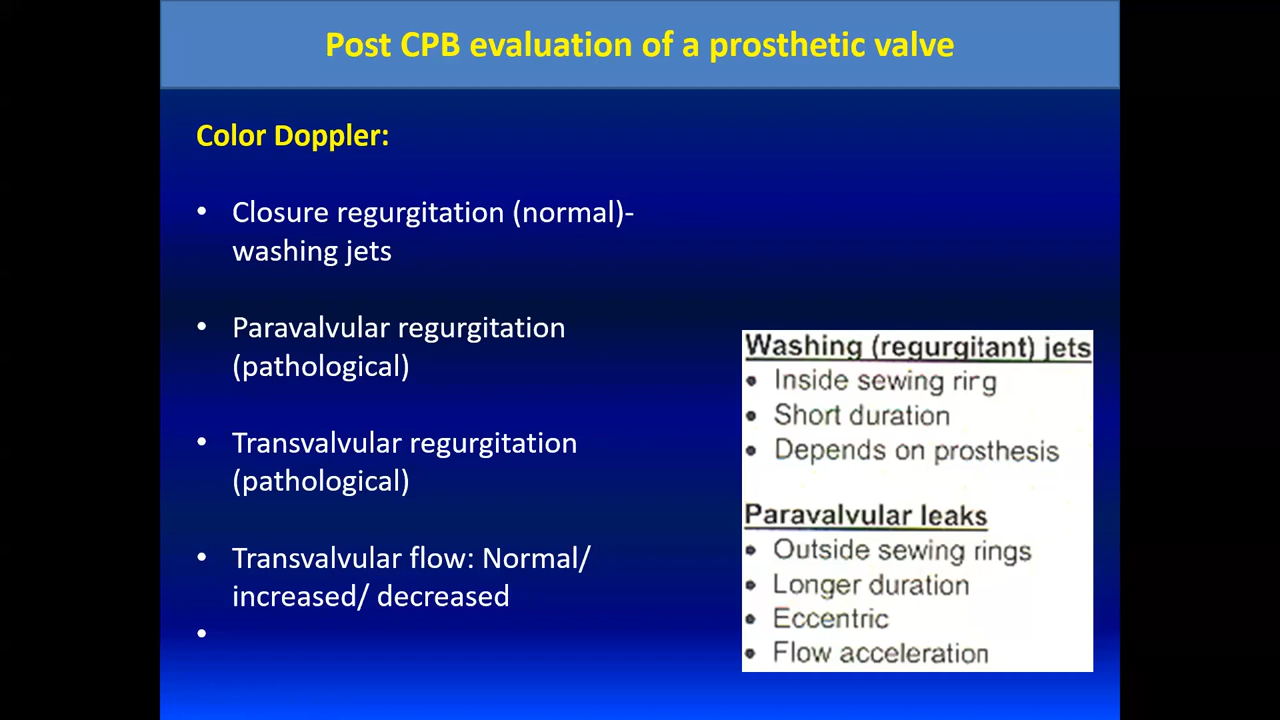 Post CPB evaluation of a prosthetic valve
Color Doppler:
• Closure regurgitation (normal)-
washing jets
• Paravalvular regurgitation
(pathological)
• Transvalvular regurgitation
(pathological)
• Transvalvular flow: Normal/
increased/ decreased
•
Washing (regurgitant) jets
• Inside sewing ring
• Short duration
• Depends on prosthesis
Paravalvular leaks
• Outside sewing rings
• Longer duration
• Eccentric
• Flow acceleration